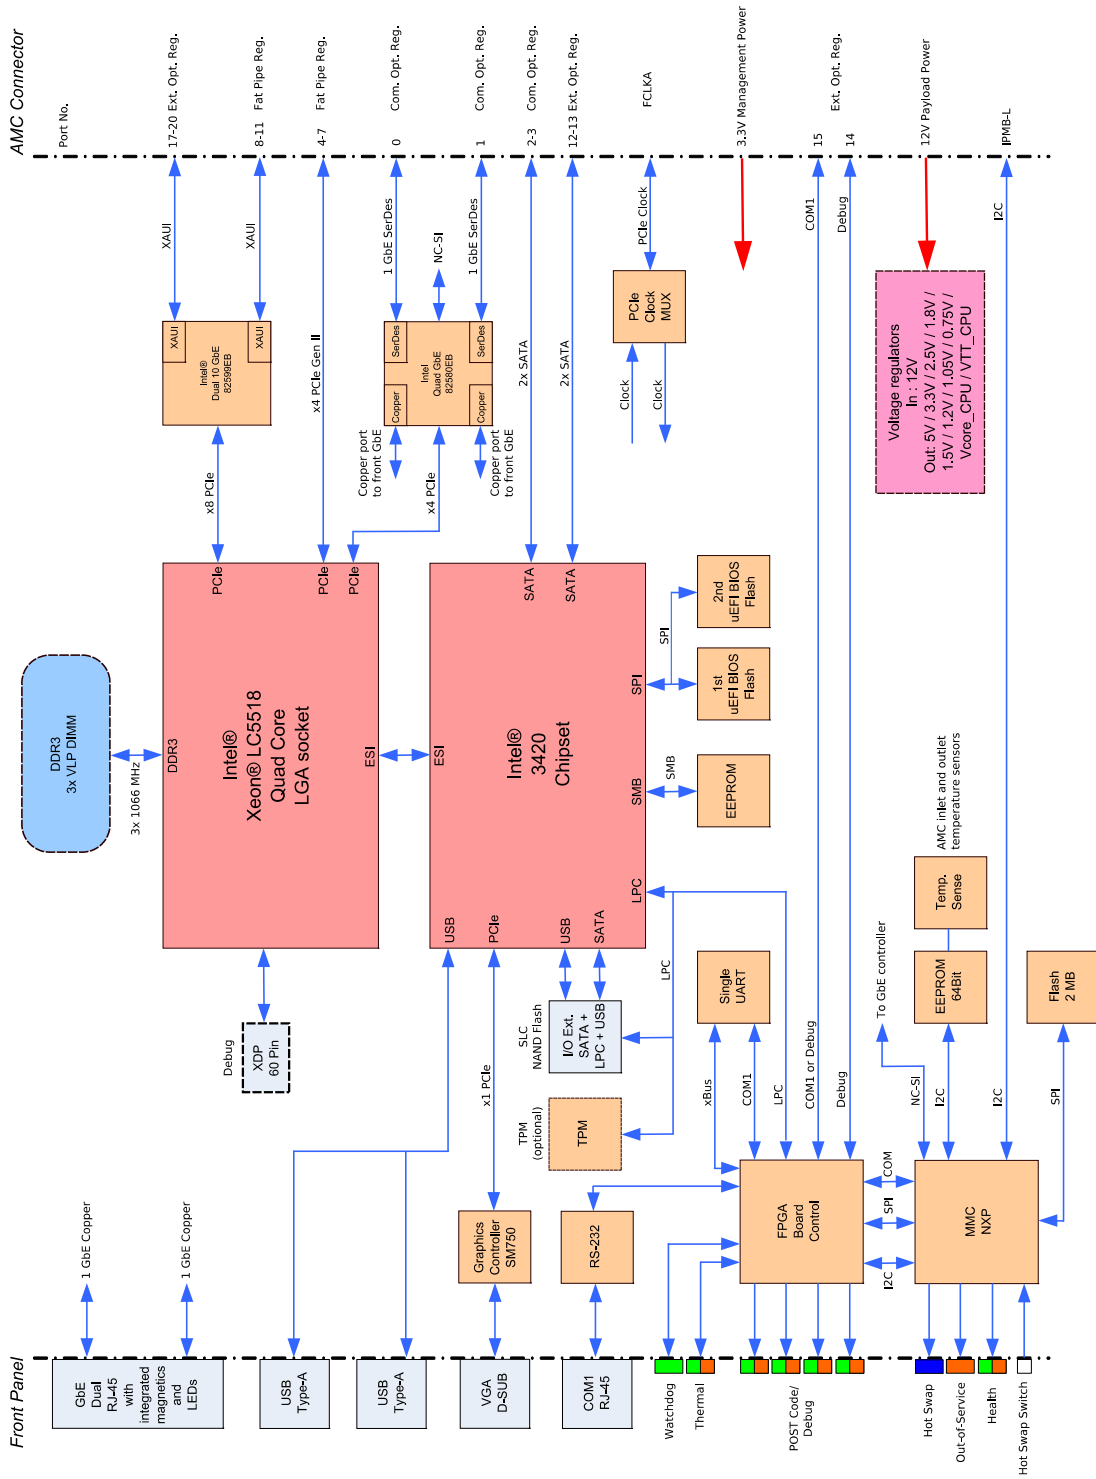 AMC Connector
Port No.
17-20 Ext. Opt. Reg.
8-11 Fat Pipe Reg.
4-7 Fat Pipe Reg.
0 Com. Opt. Reg.
1 Com. Opt. Reg.
2-3 Com. Opt. Reg.
12-13 Ext. Opt. Reg.
FCLKA
3.3V Management Power
15
Ext. Opt. Reg.
14
12V Payload Power
IPMB-L
XAUI
XAUI
1 GbE SerDes
NC-SI
1 GbE SerDes
PCIe Clock
COM1
Debug
I2C
XAUI
XAUI
Intel®
Dual 10 GbE
82599EB
x4 PCIe Gen II
SerDes
SerDes
Intel
Quad GbE
82580EB
Copper
Copper
2x SATA
2x SATA
PCIe
Clock
MUX
Clock
Clock
Voltage regulators
In : 12V
Out: 5V / 3.3V / 2.5V / 1.8V /
1.5V / 1.2V / 1.05V / 0.75V /
Vcore_CPU / VTT_CPU
x8 PCIe
Copper port
to front GbE
x4 PCIe
Copper port
to front GbE
DDR3
3x VLP DIMM
3x 1066 MHz
DDR3
PCIe
PCIe
PCIe
Intel®
Xeon® LC5518
Quad Core
LGA socket
ESI
ESI
SATA
SATA
Intel®
3420
Chipset
SPI
SMB
LPC
USB
PCIe
USB
SATA
SPI
2nd
uEFI BIOS
Flash
1st
uEFI BIOS
Flash
SMB
EEPROM
AMC inlet and outlet
temperature sensors
Temp.
Sense
EEPROM
64Bit
Flash
2 MB
To GbE controller
Debug
XDP
60 Pin
x1 PCIe
SLC
NAND Flash
I/O Ext.
SATA +
LPC + USB
LPC
TPM
(optional)
TPM
Single
UART
xBus
COM1
LPC
COM1 or Debug
Debug
NC-SI
I2C
I2C
SPI
1 GbE Copper
1 GbE Copper
Graphics
Controller
SM750
RS-232
FPGA
Board
Control
COM
SPI
I2C
MMC
NXP
Front Panel
GbE
Dual
RJ-45
with
integrated
magnetics
and
LEDs
USB
Type-A
USB
Type-A
VGA
D-SUB
COM1
RJ-45
Watchdog
Thermal
POST Code/
Debug
Hot Swap
Out-of-Service
Health
Hot Swap Switch